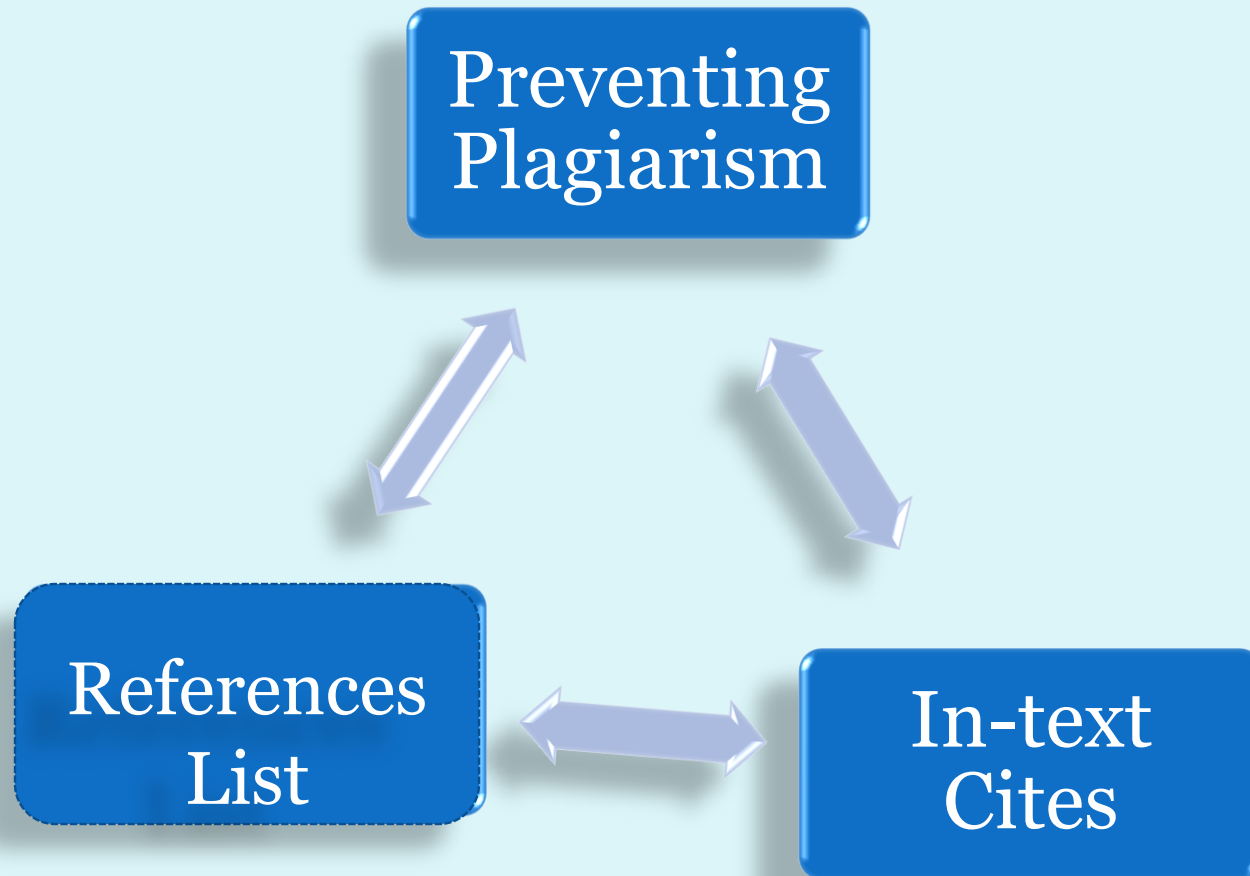 Preventing
Plagiarism
References
List
In-text
Cites